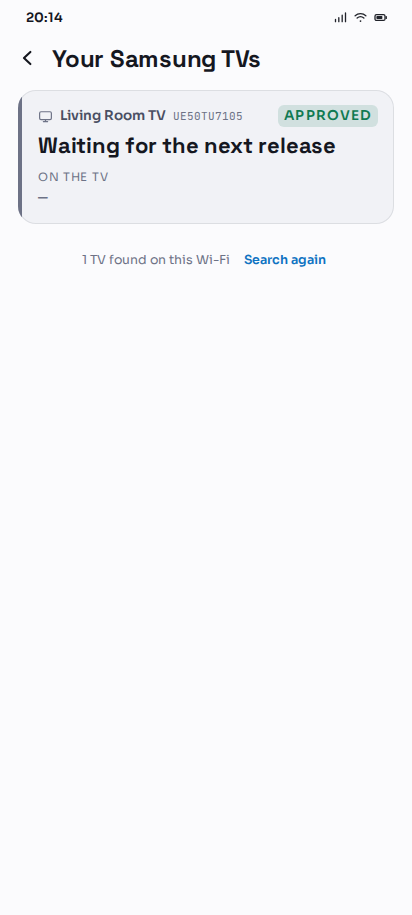 20:14
Your Samsung TVs
Living Room TV UE50TU7105 APPROVED
Waiting for the next release
ON THE TV
—
1 TV found on this Wi-Fi Search again